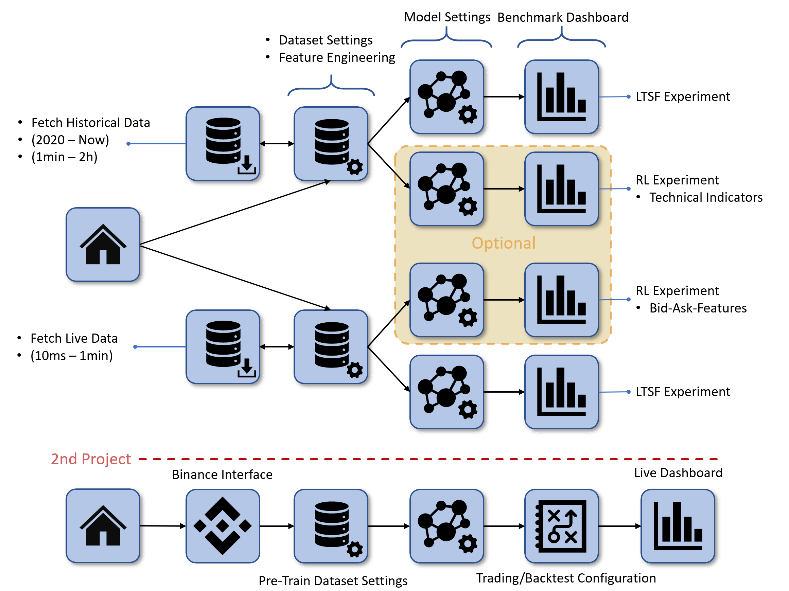 Model Settings
Benchmark Dashboard
• Dataset Settings
• Feature Engineering
LTSF Experiment
• Fetch Historical Data
• (2020 – Now)
• (1min – 2h)
RL Experiment
• Technical Indicators
Optional
RL Experiment
• Bid-Ask-Features
• Fetch Live Data
• (10ms – 1min)
LTSF Experiment
2nd Project
Binance Interface
Live Dashboard
Pre-Train Dataset Settings
Trading/Backtest Configuration